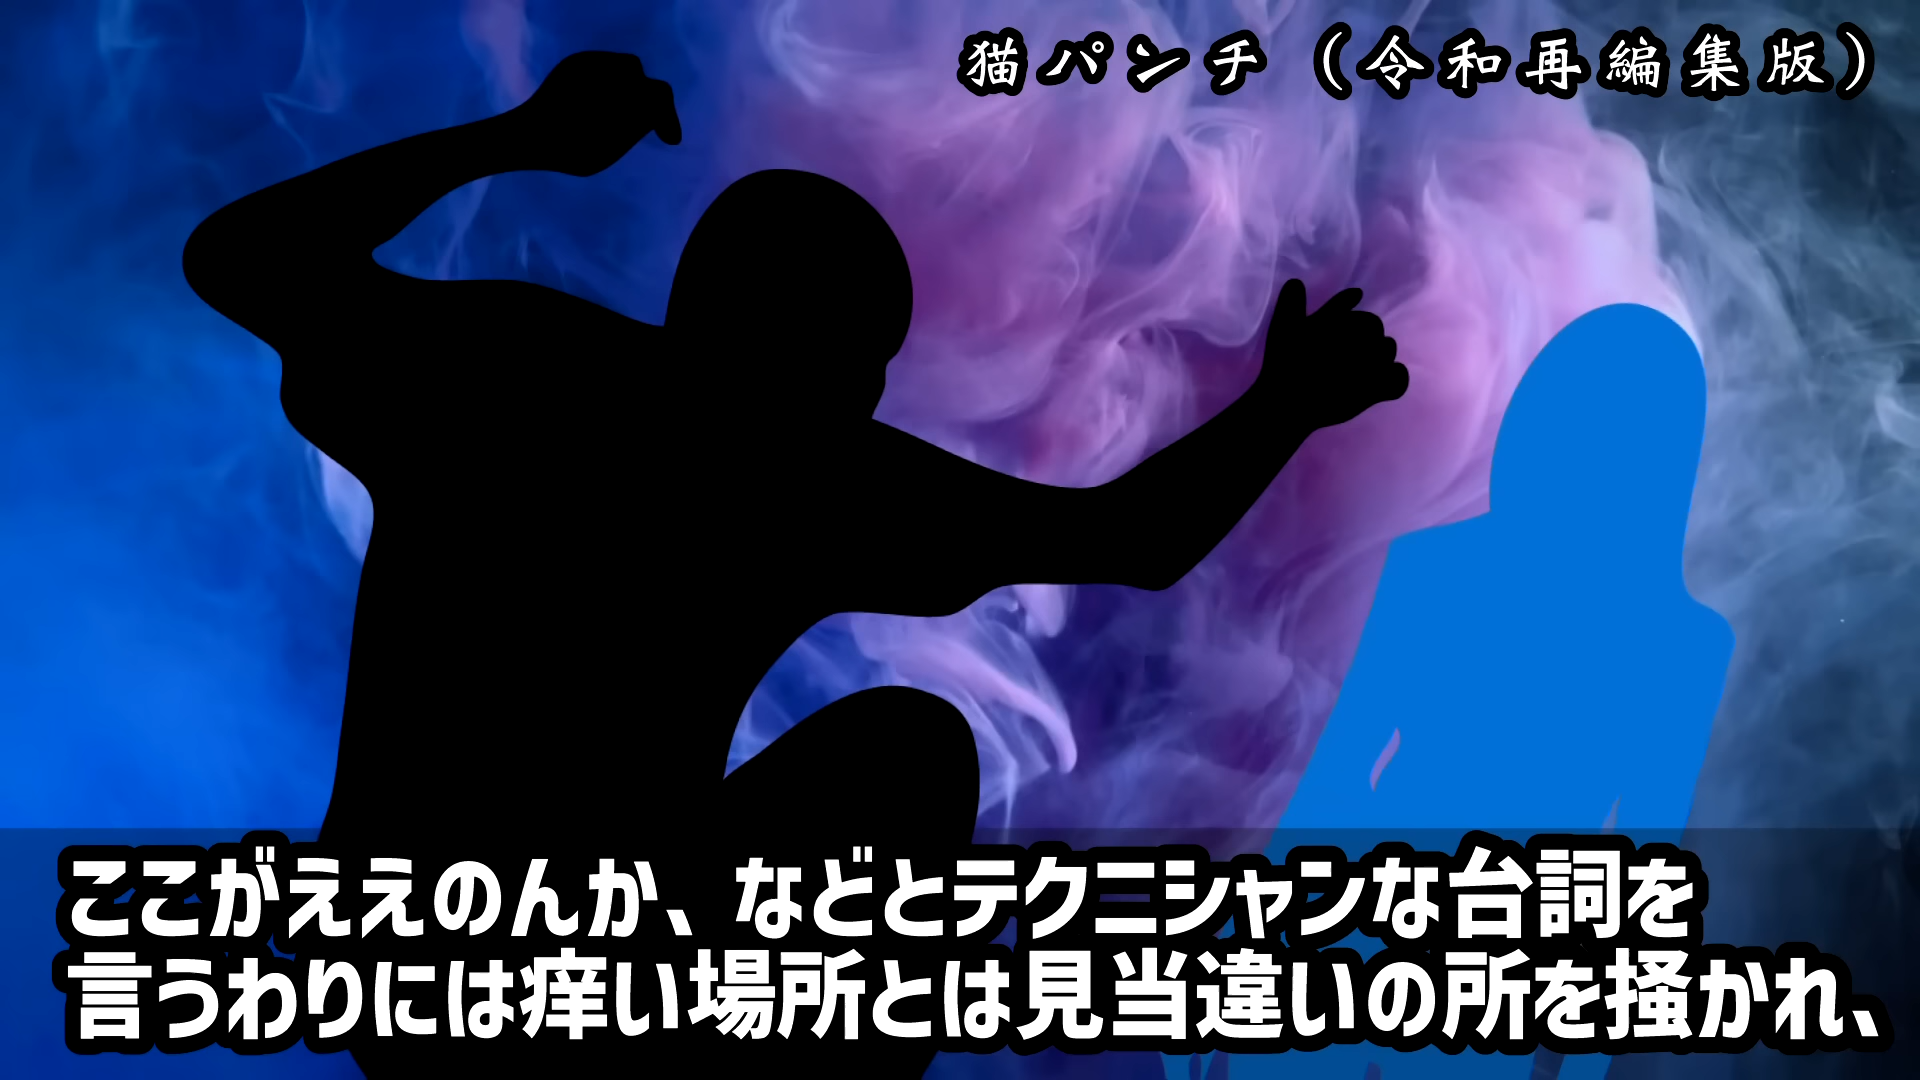 猫パンチ（令和再編集版）
ここがええのんか、などとテクニシャンな台詞を
言うわりには痒い場所とは見当違いの所を掻かれ、